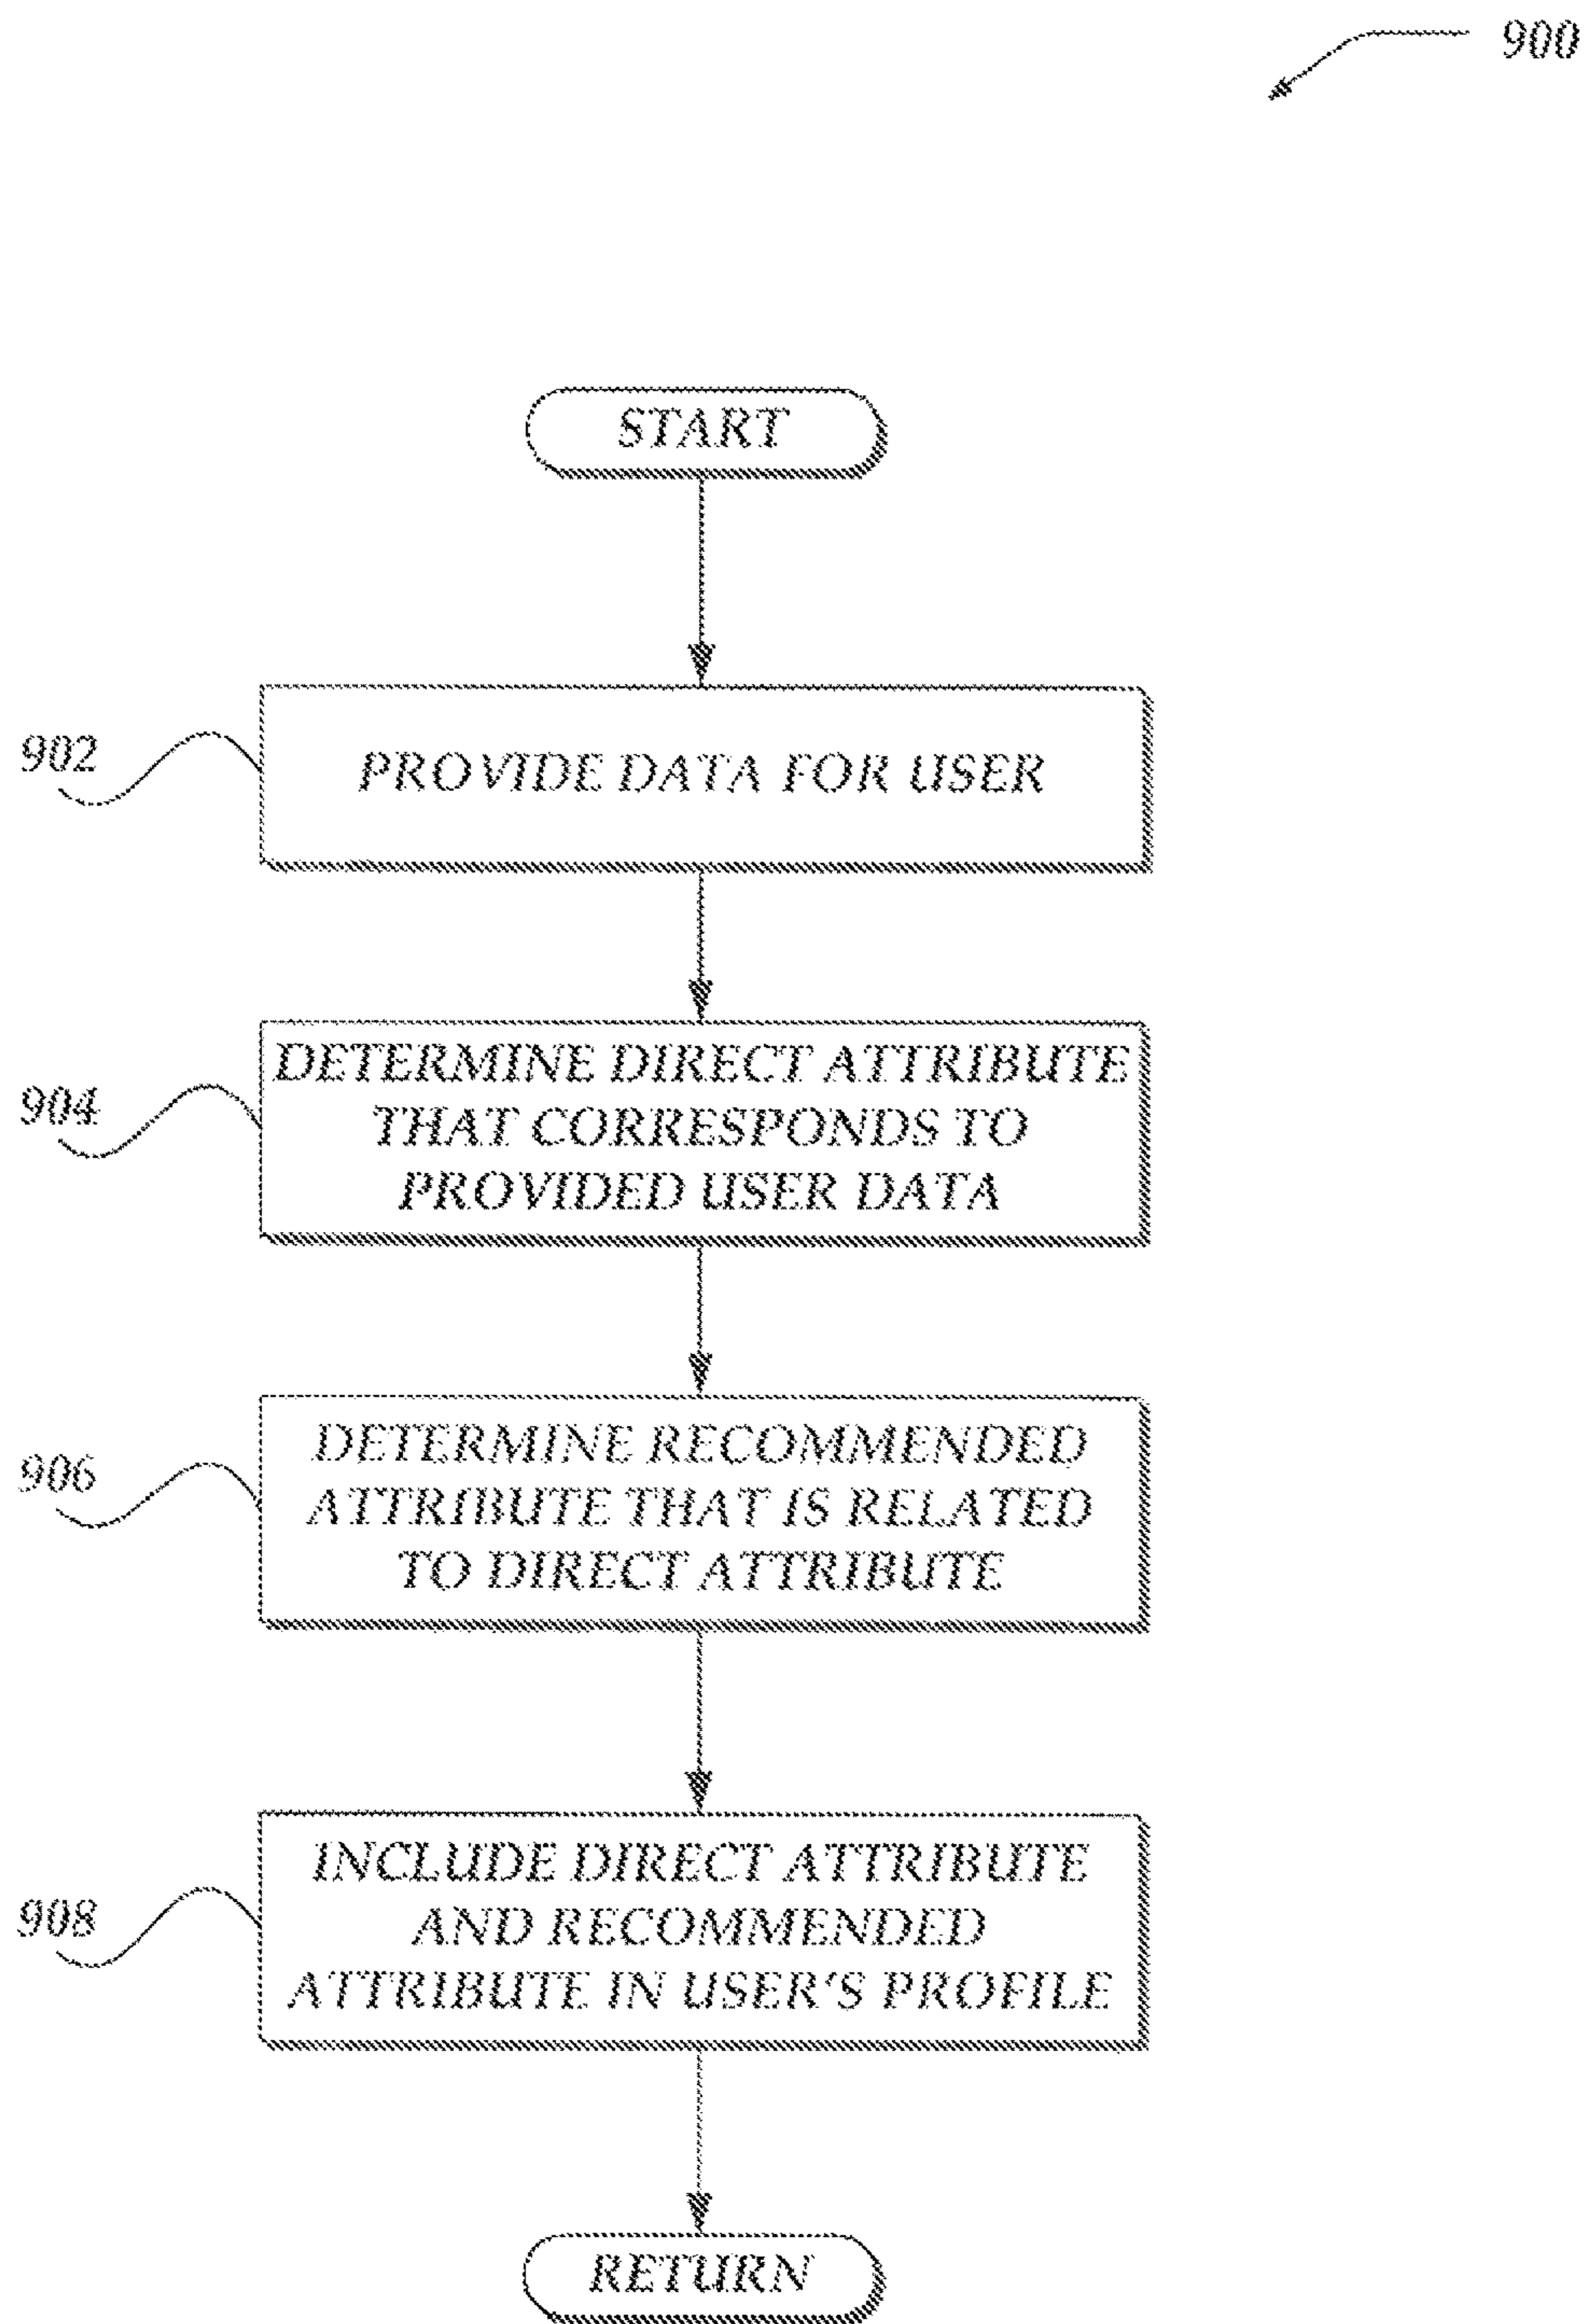 900
START
902
PROVIDE DATA FOR USER
904
DETERMINE DIRECT ATTRIBUTE
THAT CORRESPONDS TO
PROVIDED USER DATA
906
DETERMINE RECOMMENDED
ATTRIBUTE THAT IS RELATED
TO DIRECT ATTRIBUTE
908
INCLUDE DIRECT ATTRIBUTE
AND RECOMMENDED
ATTRIBUTE IN USER'S PROFILE
RETURN